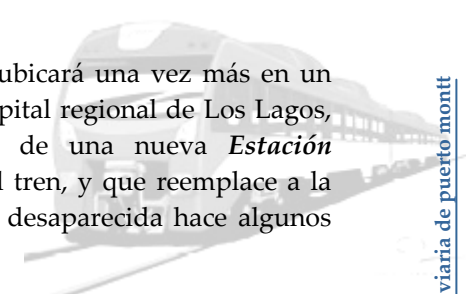 ubicará una vez más en un
pital regional de Los Lagos,
de una nueva Estación
l tren, y que reemplace a la
desaparecida hace algunos
viaria de puerto montt